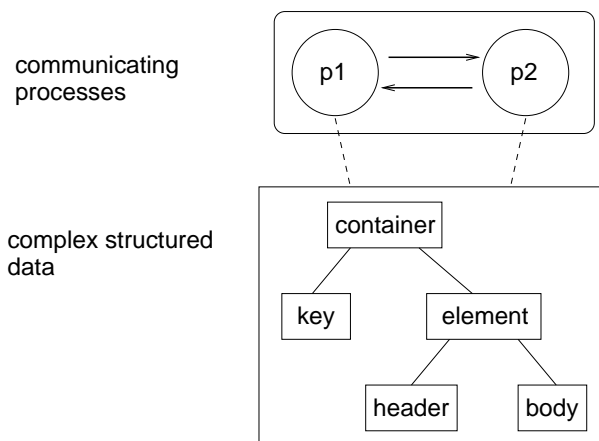 communicating
processes
p1
p2
complex structured
data
container
key
element
header
body